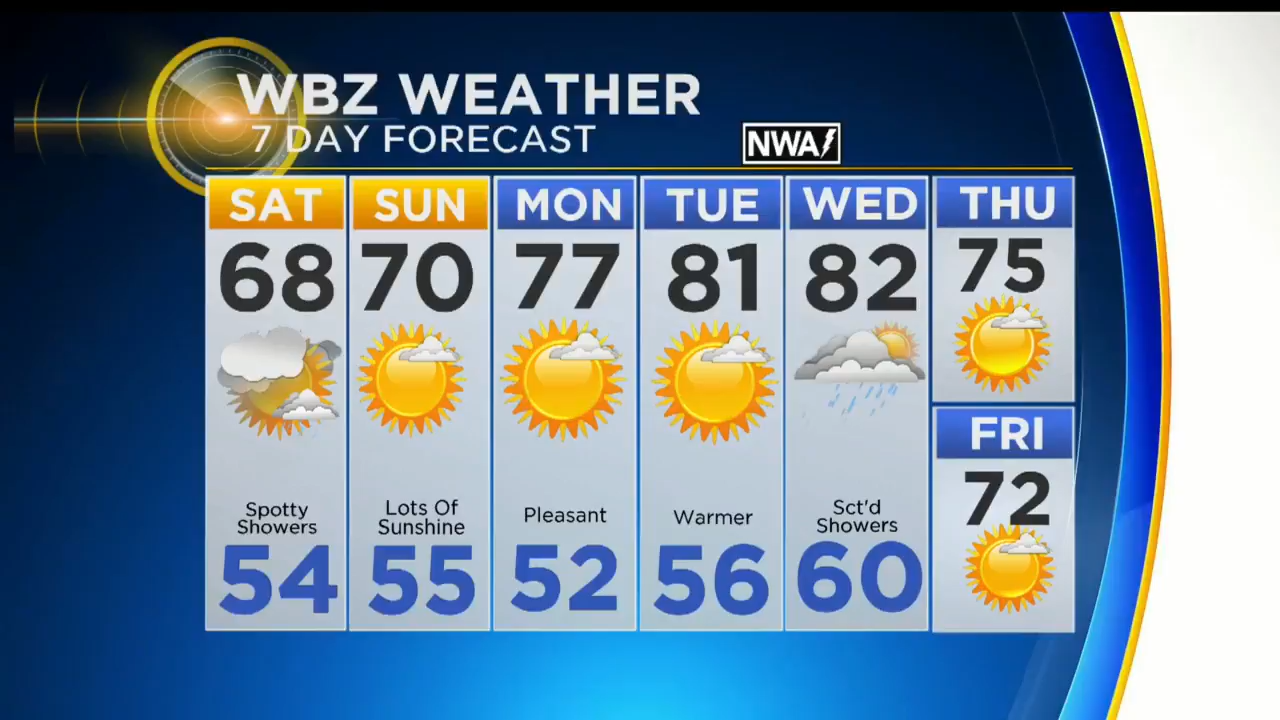 WBZ WEATHER
7 DAY FORECAST
NWA
SAT
68
Spotty
Showers
54
SUN
70
Lots Of
Sunshine
55
MON
77
Pleasant
52
TUE
81
Warmer
56
WED
82
Sct'd
Showers
60
THU
75
FRI
72